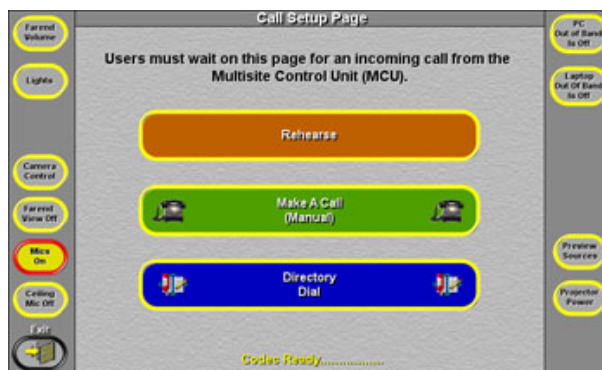 Call Setup Page
Farend
Volume
Lights
Camera
Control
Farend
View Off
Mics
On
Ceiling
Mic Off
Exit
Users must wait on this page for an incoming call from the
Multisite Control Unit (MCU).
Rehearse
Make A Call
(Manual)
Directory
Dial
Codec Ready................
PC
Out of Band
Is Off
Laptop
Out Of Band
Is Off
Preview
Sources
Projector
Power